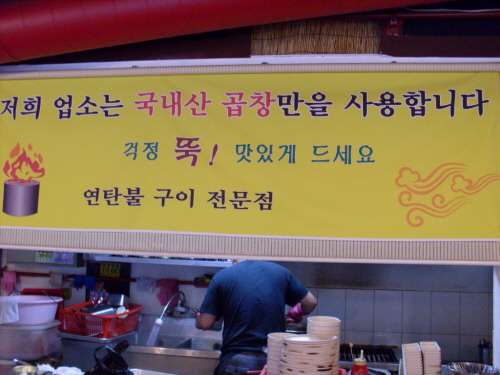 저희 업소는 국내산 곱창만을 사용합니다
걱정 뚝! 맛있게 드세요
연탄불 구이 전문점